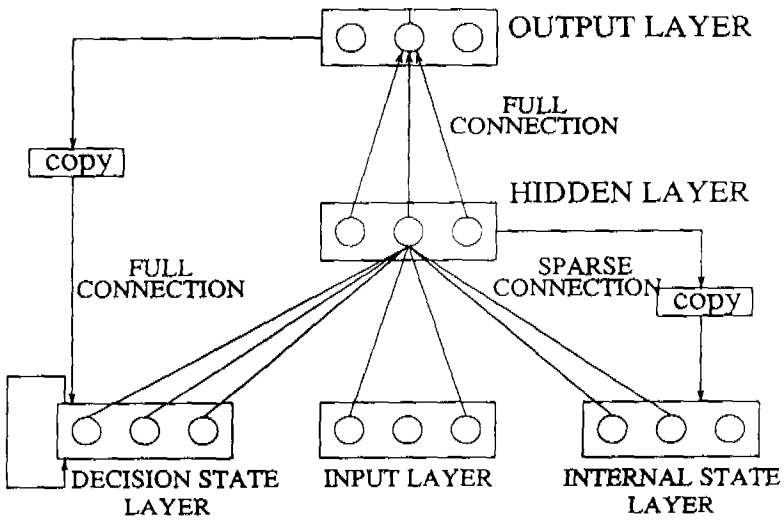 OUTPUT LAYER
FULL
CONNECTION
copy
HIDDEN LAYER
FULL
CONNECTION
SPARSE
CONNECTION
copy
DECISION STATE
LAYER
INPUT LAYER
INTERNAL STATE
LAYER